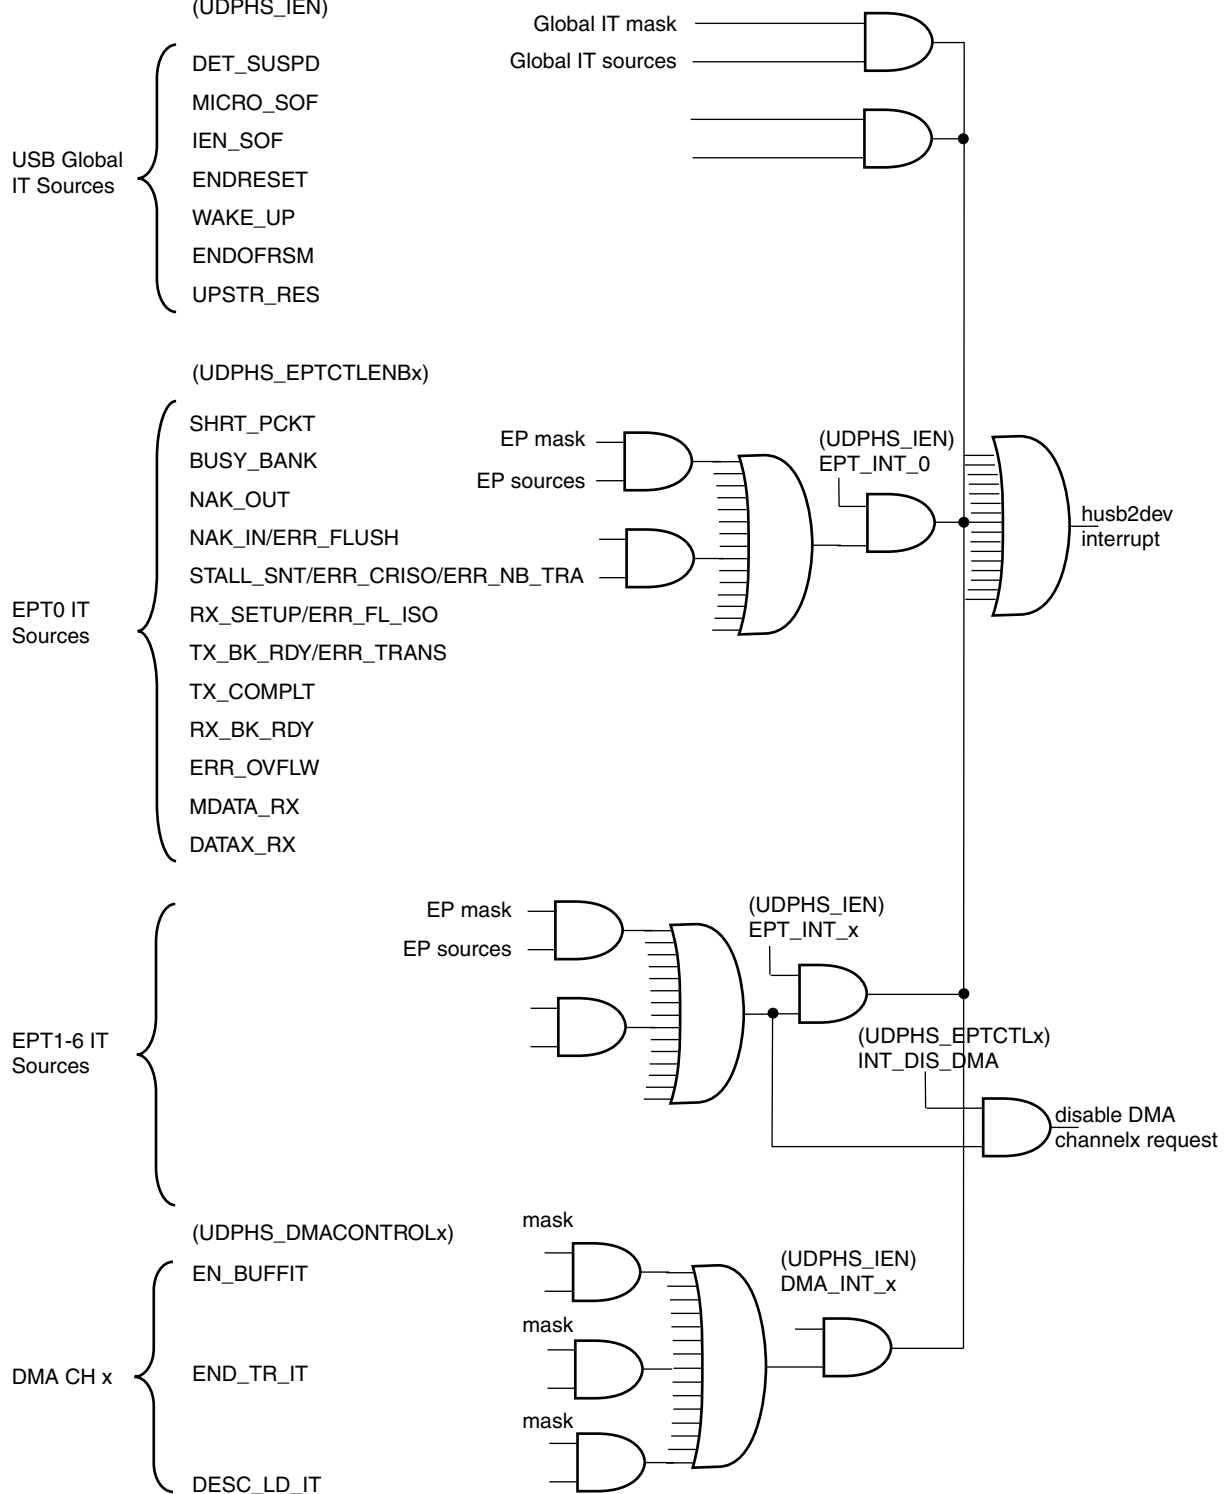 (UDPHS_IEN)
Global IT mask
Global IT sources
DET_SUSPD
MICRO_SOF
IEN_SOF
USB Global
IT Sources
ENDRESET
WAKE_UP
ENDOFRSM
UPSTR_RES
(UDPHS_EPTCTLENBx)
SHRT_PCKT
BUSY_BANK
NAK_OUT
NAK_IN/ERR_FLUSH
STALL_SNT/ERR_CRISO/ERR_NB_TRA
RX_SETUP/ERR_FL_ISO
TX_BK_RDY/ERR_TRANS
TX_COMPLT
RX_BK_RDY
ERR_OVFLW
MDATA_RX
DATAX_RX
EPT0 IT
Sources
EP mask
EP sources
(UDPHS_IEN)
EPT_INT_0
husb2dev
interrupt
EP mask
EP sources
(UDPHS_IEN)
EPT_INT_x
EPT1-6 IT
Sources
(UDPHS_EPTCTLx)
INT_DIS_DMA
disable DMA
channelx request
(UDPHS_DMACONTROLx)
mask
EN_BUFFIT
(UDPHS_IEN)
DMA_INT_x
mask
DMA CH x
END_TR_IT
mask
DESC_LD_IT